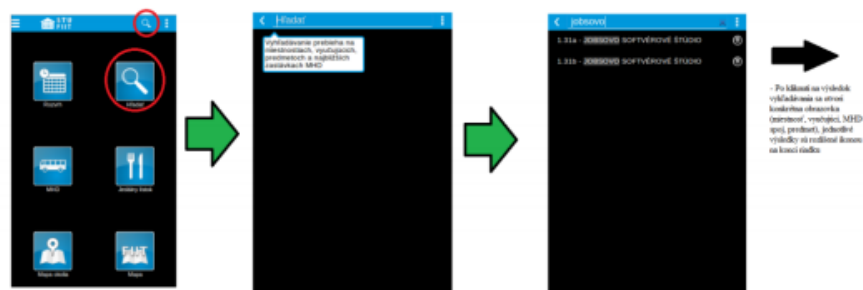 STU
FIIT
Rozvrh
Hľadať
MHD
Jedálny lístok
Mapa okolia
FIIT
Mapa
Hľadať
Vyhľadávanie prebieha na
miestnostiach, vyučujúcich,
predmetoch a najbližších
zastávkach MHD
jobsovo
1.31a - JOBSOVO SOFTVÉROVÉ ŠTÚDIO
1.31b - JOBSOVO SOFTVÉROVÉ ŠTÚDIO
- Po kliknutí na výsledok
vyhľadávania sa otvorí
konkrétna obrazovka
(miestnosť, vyučujúci, MHD
spoj, predmet), jednotlivé
výsledky sú rozlíšené ikonou
na konci riadku